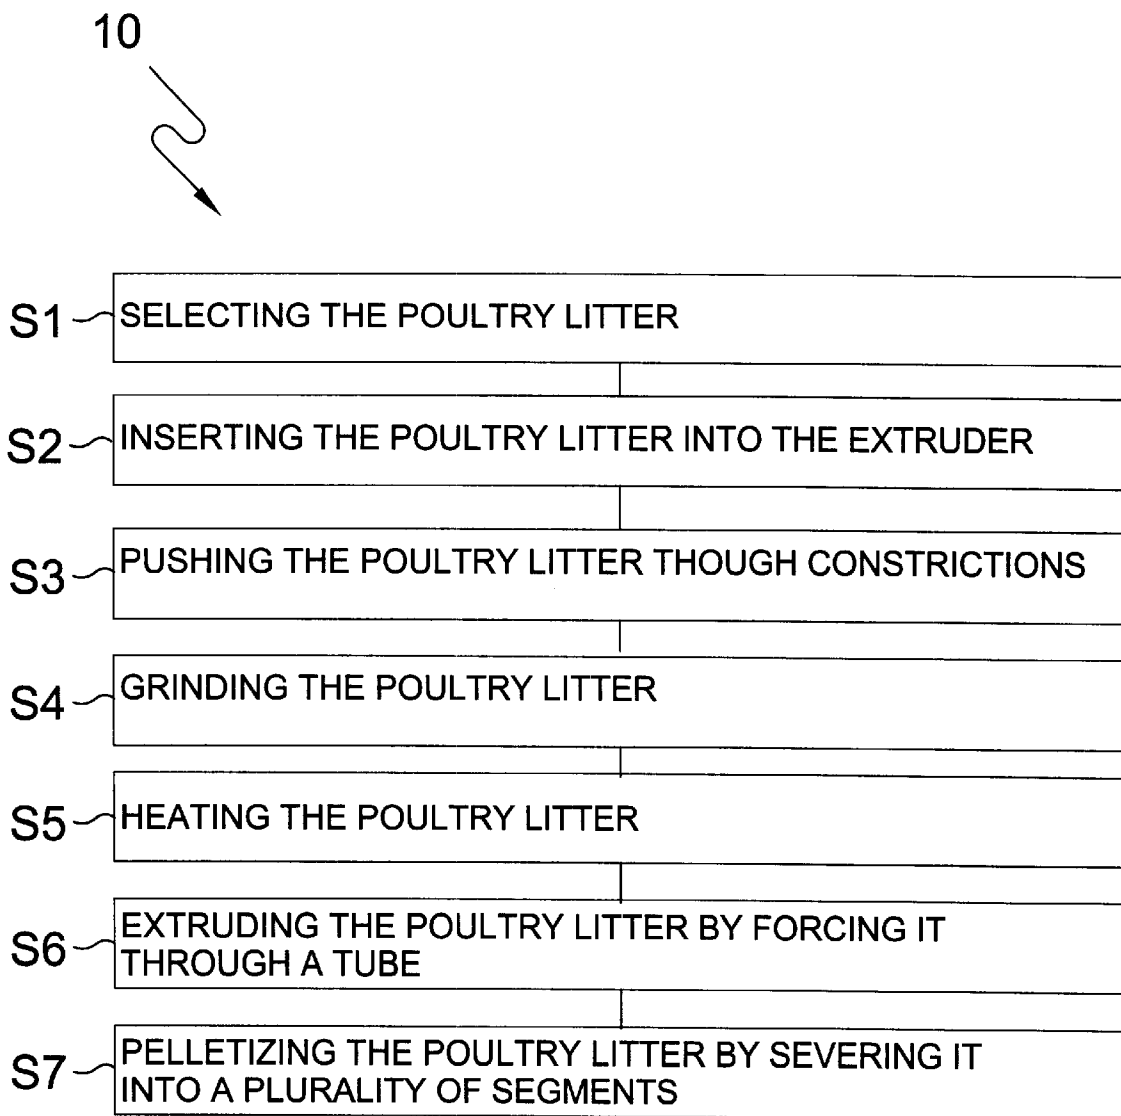 10
S1 SELECTING THE POULTRY LITTER
S2 INSERTING THE POULTRY LITTER INTO THE EXTRUDER
S3 PUSHING THE POULTRY LITTER THOUGH CONSTRICTIONS
S4 GRINDING THE POULTRY LITTER
S5 HEATING THE POULTRY LITTER
S6 EXTRUDING THE POULTRY LITTER BY FORCING IT
THROUGH A TUBE
S7 PELLETIZING THE POULTRY LITTER BY SEVERING IT
INTO A PLURALITY OF SEGMENTS